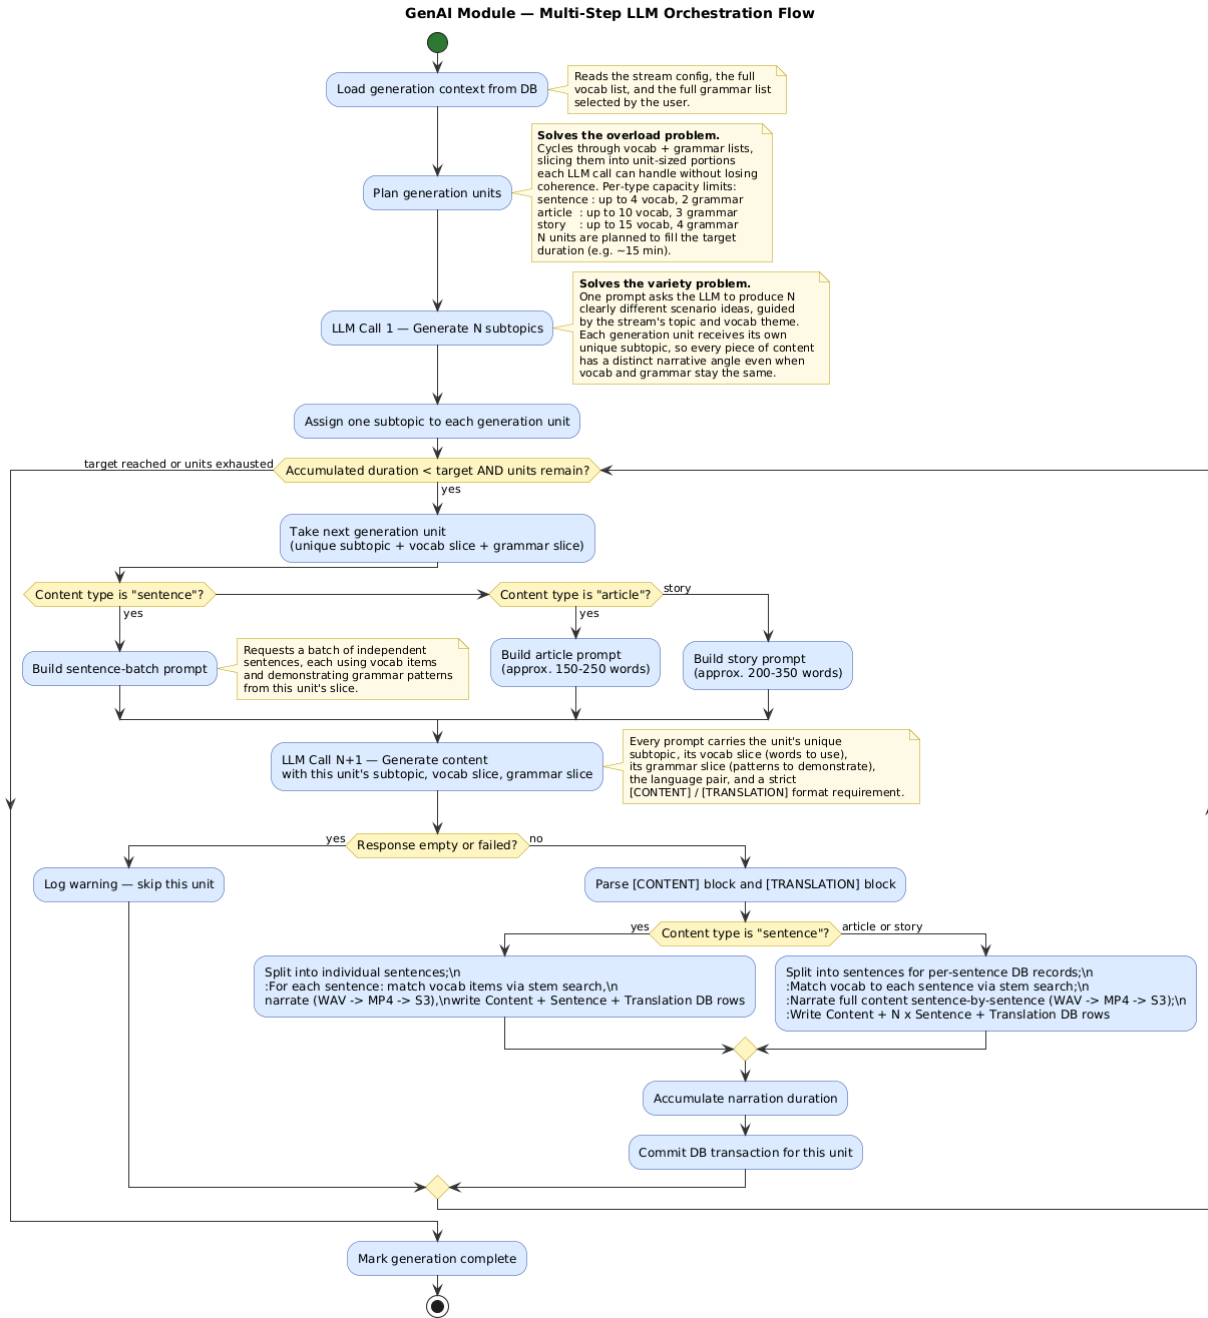 GenAI Module — Multi-Step LLM Orchestration Flow
Load generation context from DB
Reads the stream config, the full
vocab list, and the full grammar list
selected by the user.
Plan generation units
Solves the overload problem.
Cycles through vocab + grammar lists,
slicing them into unit-sized portions
each LLM call can handle without losing
coherence. Per-type capacity limits:
sentence : up to 4 vocab, 2 grammar
article : up to 10 vocab, 3 grammar
story : up to 15 vocab, 4 grammar
N units are planned to fill the target
duration (e.g. ~15 min).
LLM Call 1 — Generate N subtopics
Solves the variety problem.
One prompt asks the LLM to produce N
clearly different scenario ideas, guided
by the stream's topic and vocab theme.
Each generation unit receives its own
unique subtopic, so every piece of content
has a distinct narrative angle even when
vocab and grammar stay the same.
Assign one subtopic to each generation unit
target reached or units exhausted
Accumulated duration < target AND units remain?
yes
Take next generation unit
(unique subtopic + vocab slice + grammar slice)
Content type is "sentence"?
yes
Content type is "article"?
story
yes
Build sentence-batch prompt
Requests a batch of independent
sentences, each using vocab items
and demonstrating grammar patterns
from this unit's slice.
Build article prompt
(approx. 150-250 words)
Build story prompt
(approx. 200-350 words)
LLM Call N+1 — Generate content
with this unit's subtopic, vocab slice, grammar slice
Every prompt carries the unit's unique
subtopic, its vocab slice (words to use),
its grammar slice (patterns to demonstrate),
the language pair, and a strict
[CONTENT] / [TRANSLATION] format requirement.
yes
Response empty or failed?
no
Log warning — skip this unit
Parse [CONTENT] block and [TRANSLATION] block
yes
Content type is "sentence"?
article or story
Split into individual sentences;\n
:For each sentence: match vocab items via stem search,\n
narrate (WAV -> MP4 -> S3),\nwrite Content + Sentence + Translation DB rows
Split into sentences for per-sentence DB records;\n
:Match vocab to each sentence via stem search;\n
:Narrate full content sentence-by-sentence (WAV -> MP4 -> S3);\n
:Write Content + N x Sentence + Translation DB rows
Accumulate narration duration
Commit DB transaction for this unit
Mark generation complete